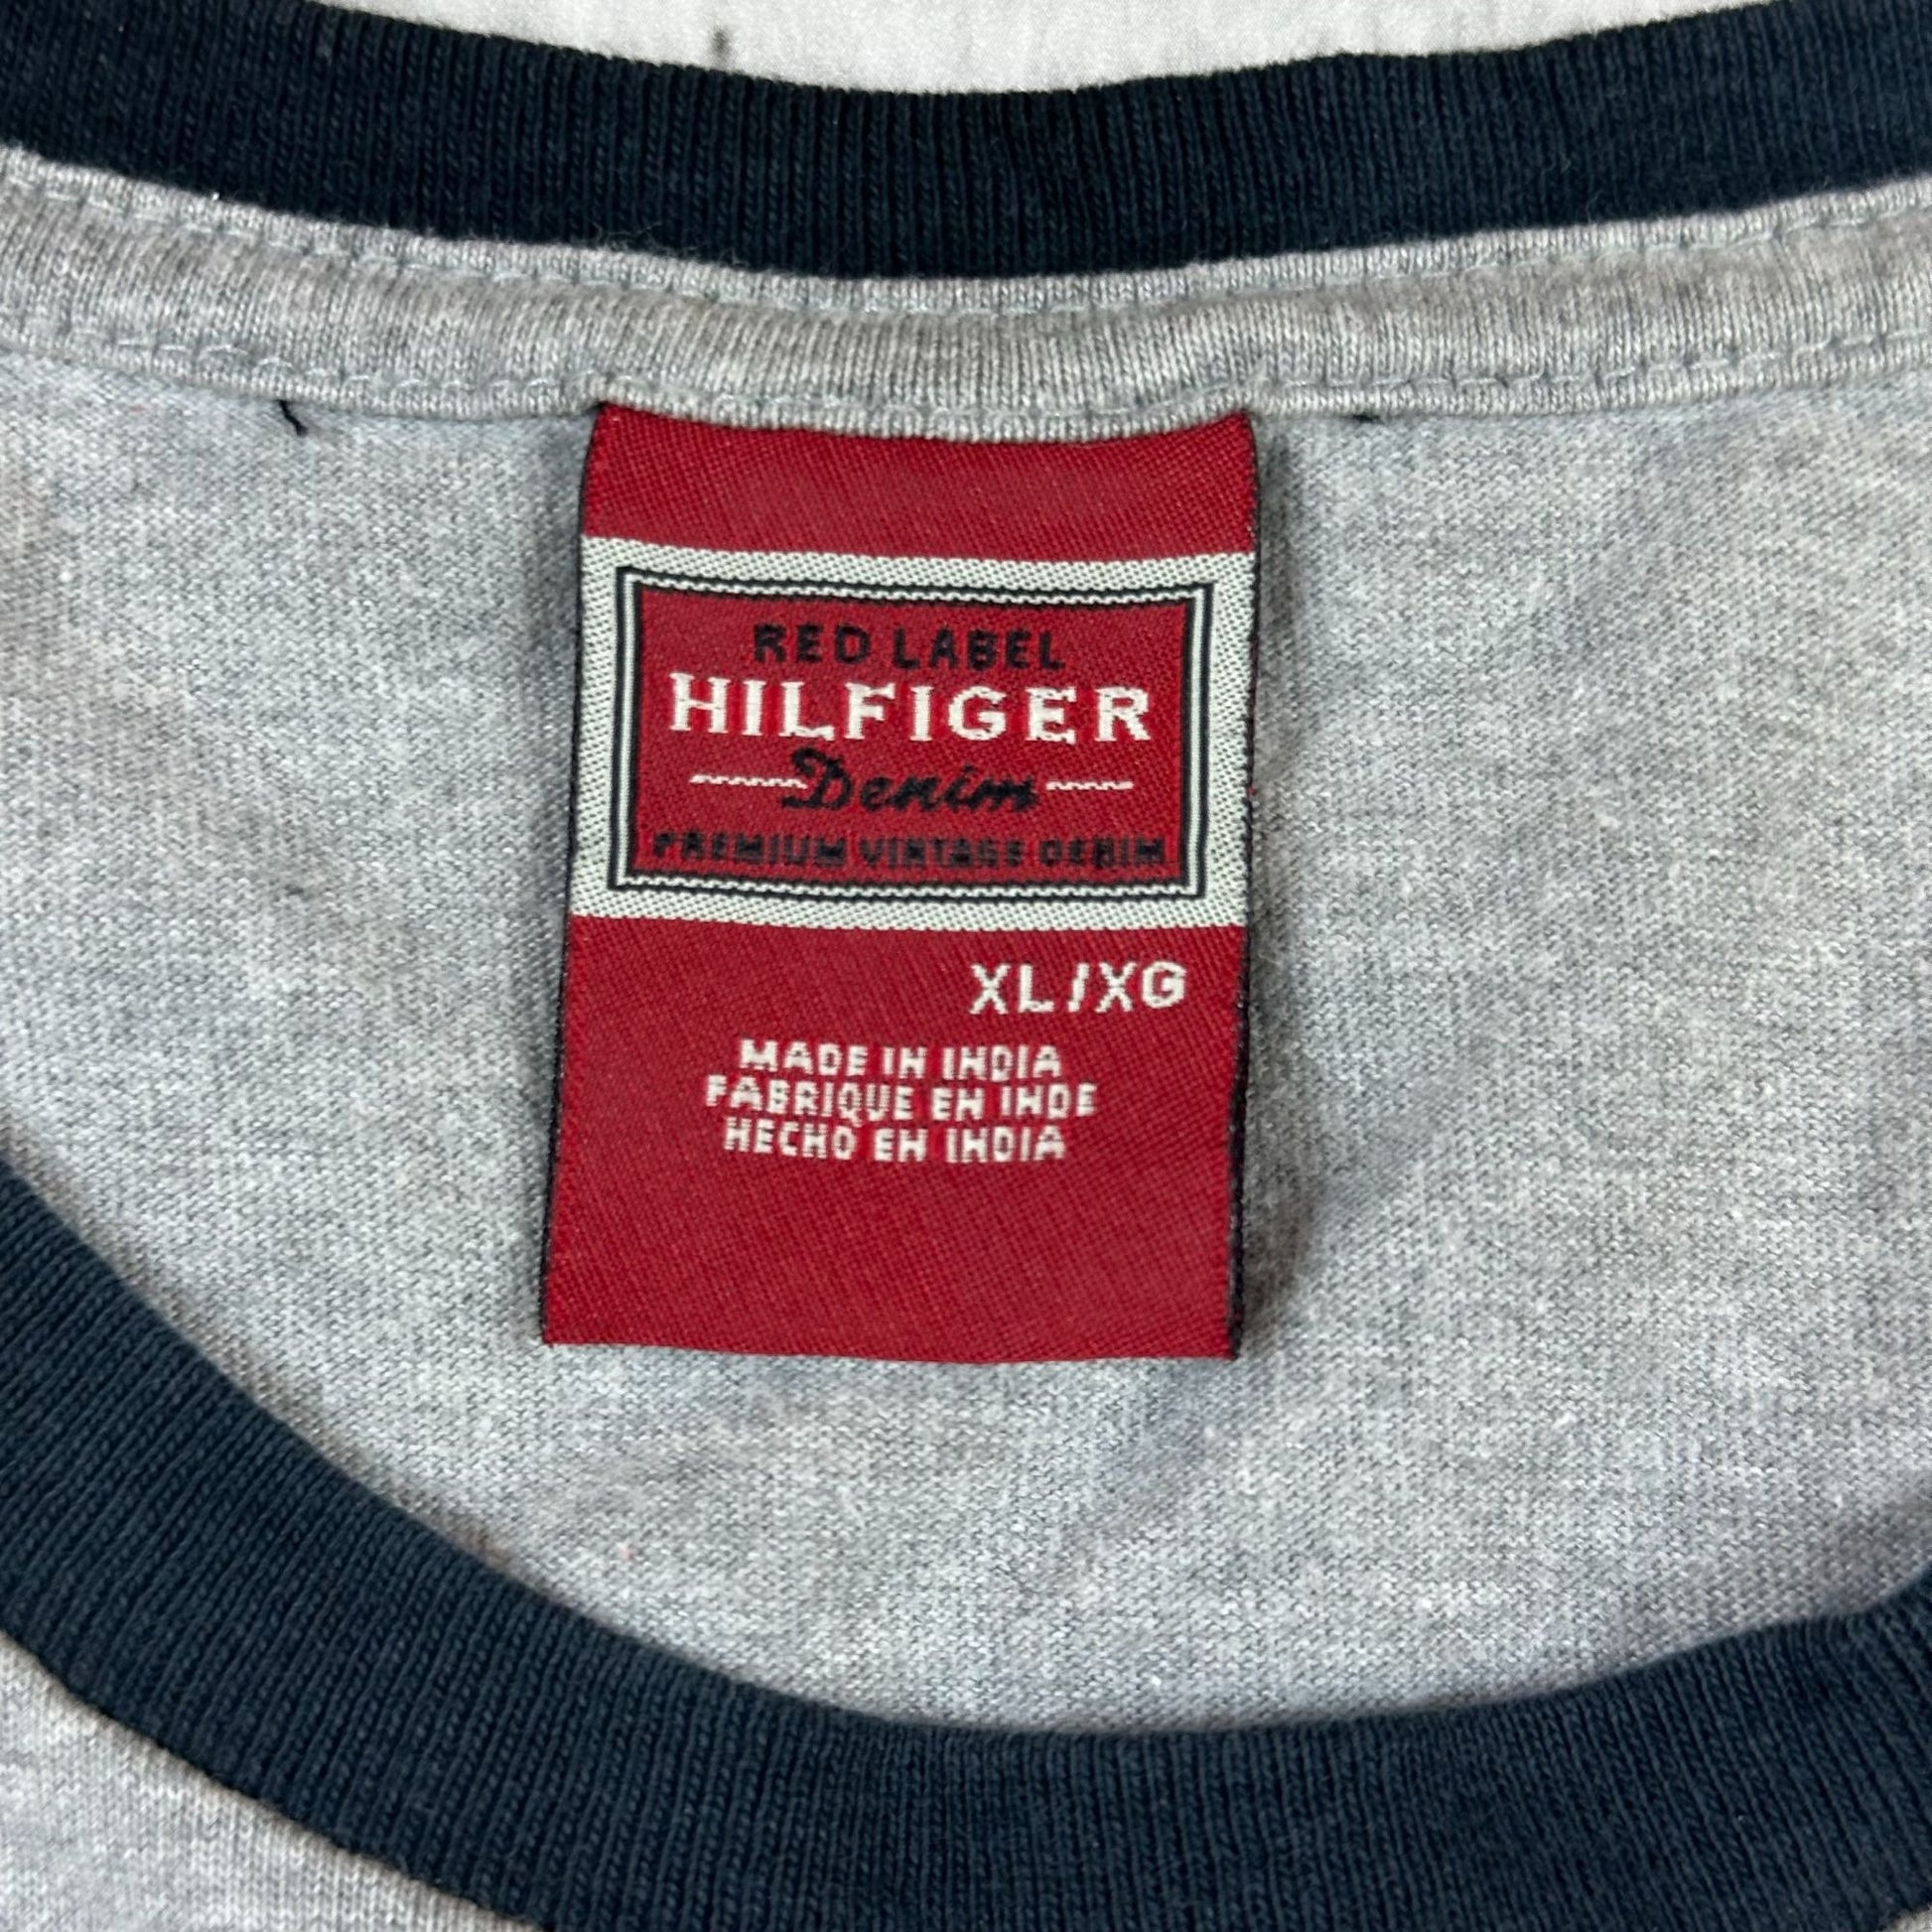 RED LABEL
HILFIGER
Denim
PREMIUM VINTAGE DENIM
XL/XG
MADE IN INDIA
FABRIQUE EN INDE
HECHO EN INDIA